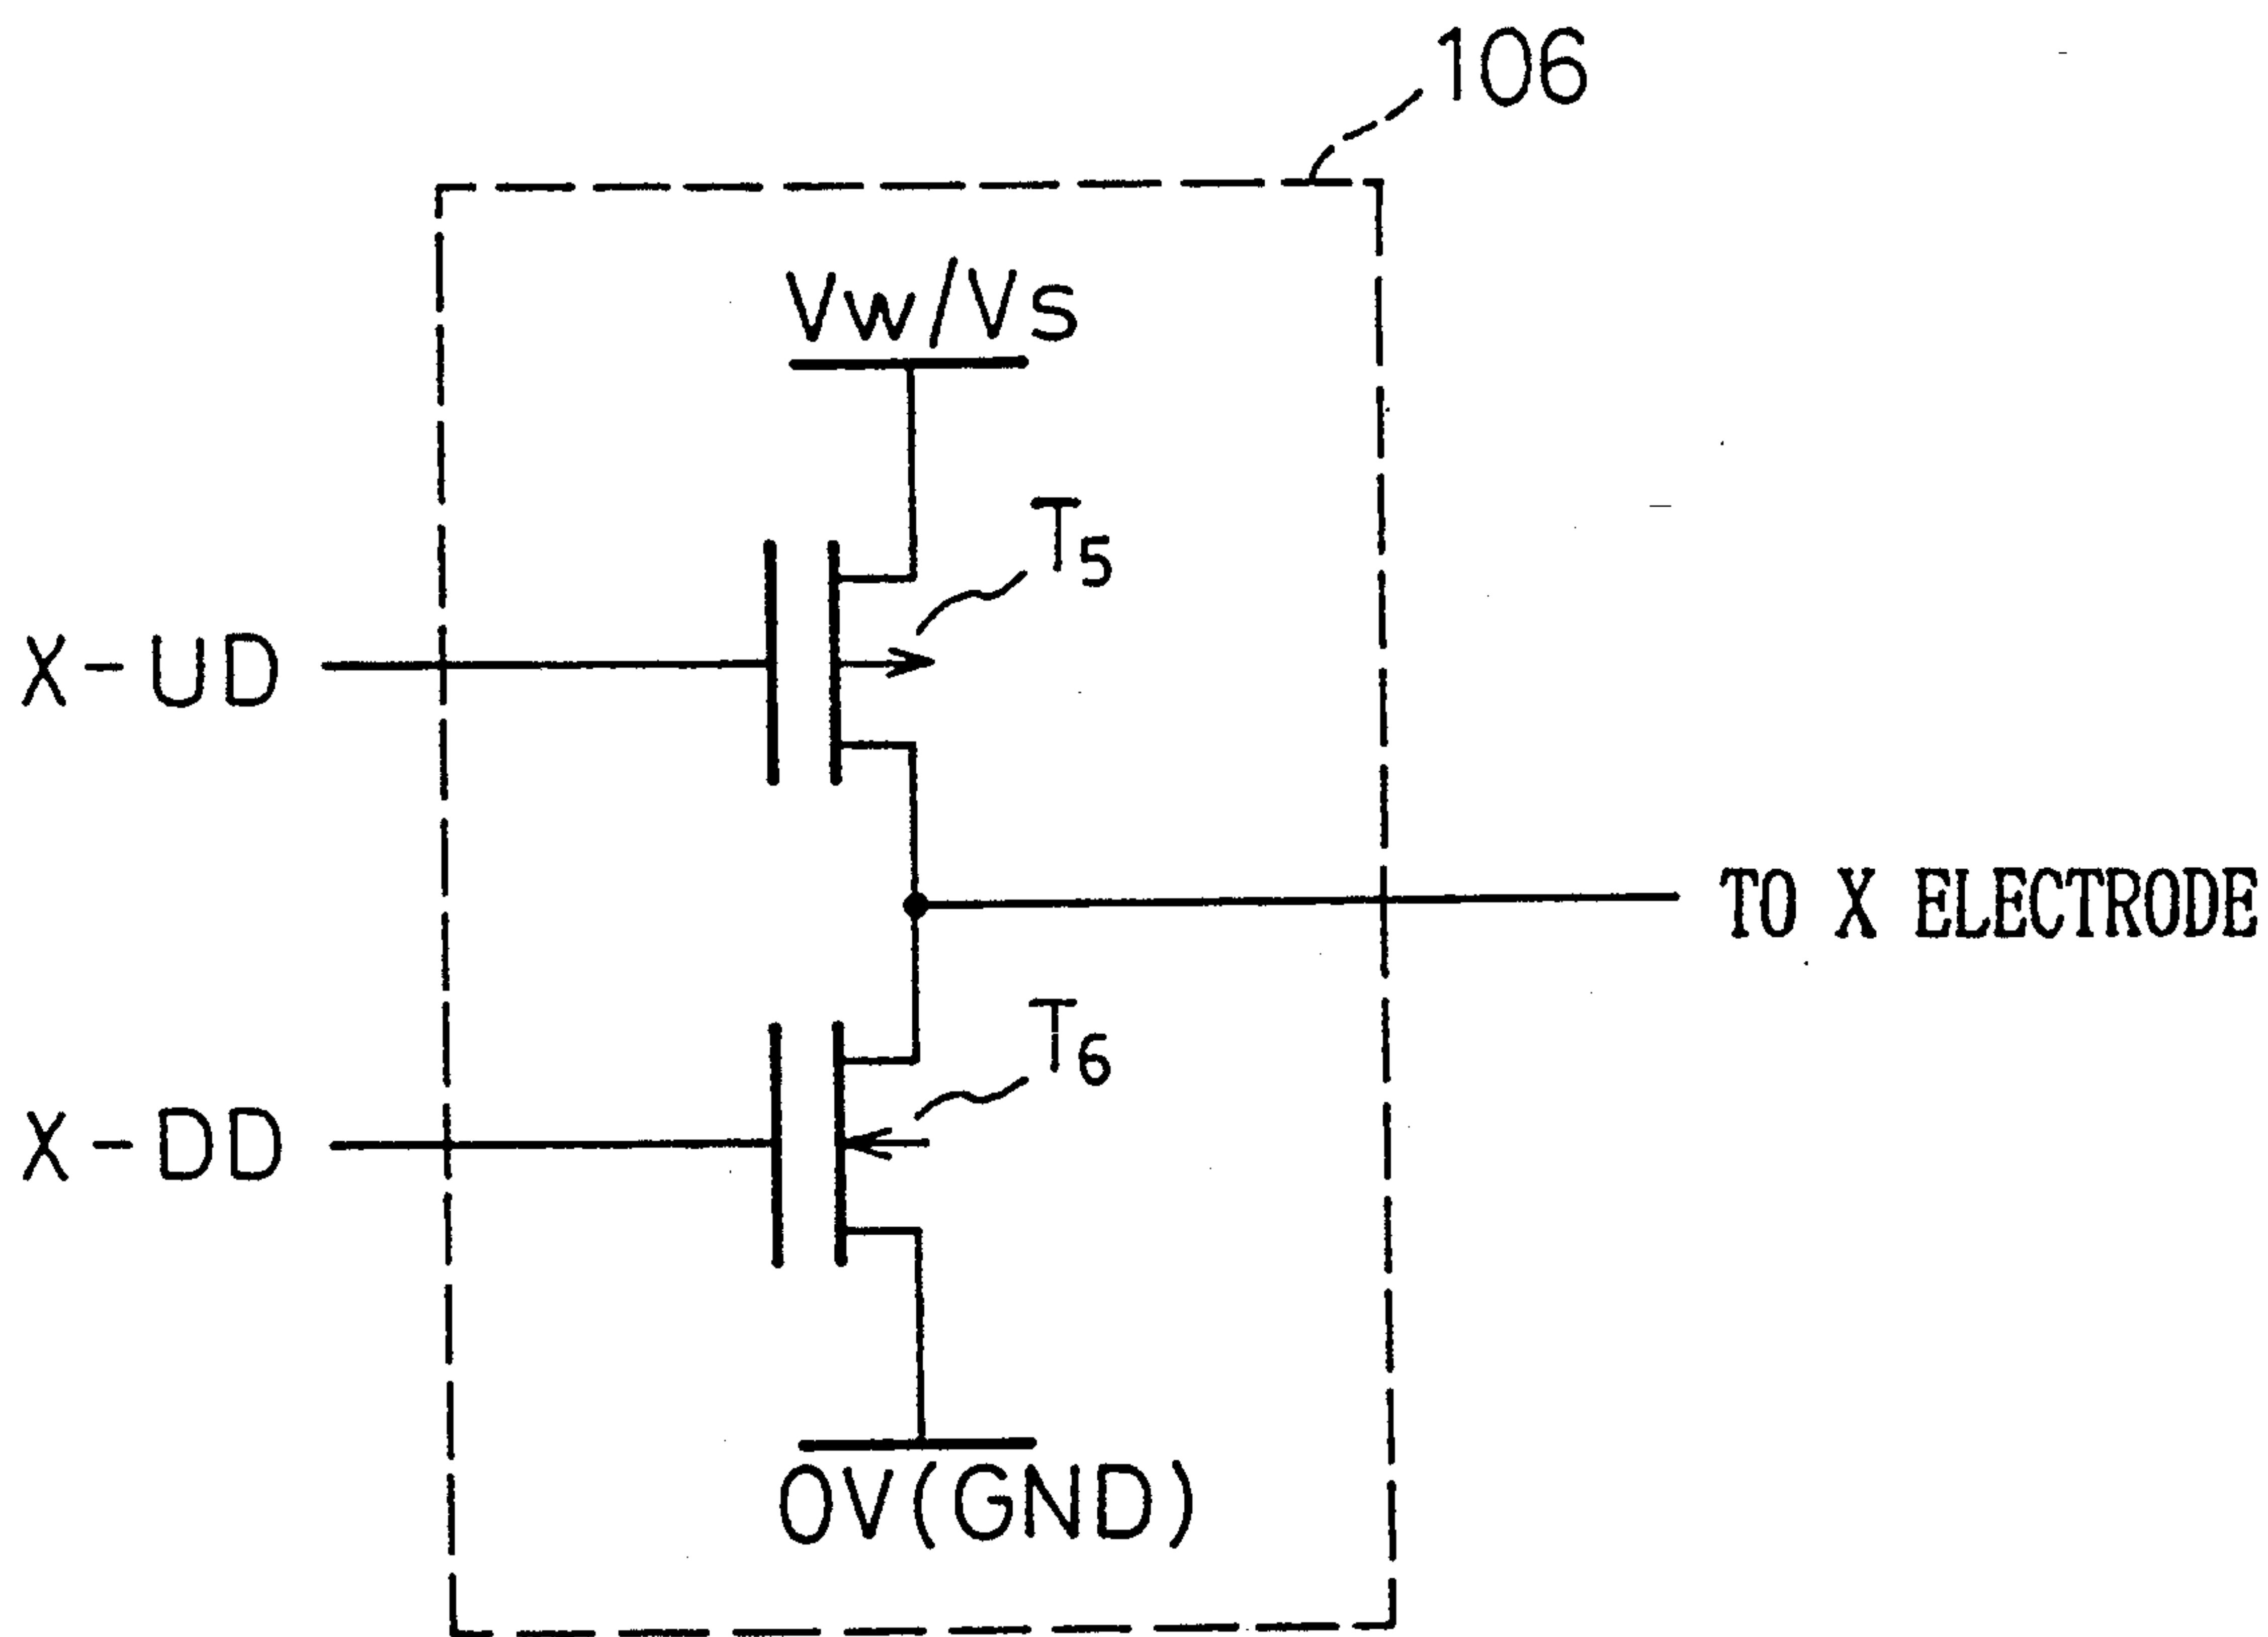 106
Vw/Vs
T5
X-UD
TO X ELECTRODE
T6
X-DD
0V(GND)